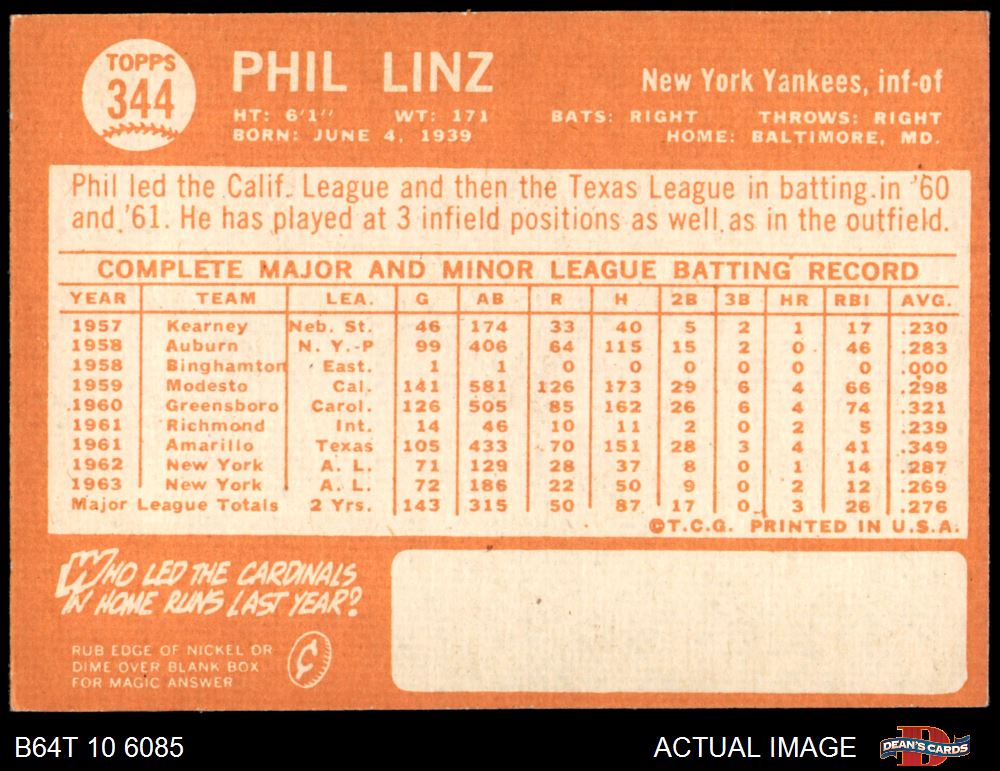 TOPPS
344
PHIL LINZ
New York Yankees, inf-of
HT: 6'1" WT: 171 BATS: RIGHT THROWS: RIGHT
BORN: JUNE 4, 1939 HOME: BALTIMORE, MD.
Phil led the Calif. League and then the Texas League in batting in '60
and '61. He has played at 3 infield positions as well as in the outfield.
COMPLETE MAJOR AND MINOR LEAGUE BATTING RECORD
YEAR TEAM LEA. G AB R H 2B 3B HR RBI AVG.
1957 Kearney Neb. St. 46 174 33 40 5 2 1 17 .230
1958 Auburn N. Y.-P 99 406 64 115 15 2 0 46 .283
1958 Binghamton East. 1 1 0 0 0 0 0 0 .000
1959 Modesto Cal. 141 581 126 173 29 6 4 66 .298
1960 Greensboro Carol. 126 505 85 162 26 6 4 74 .321
1961 Richmond Int. 14 46 10 11 2 0 2 5 .239
1961 Amarillo Texas 105 433 70 151 28 3 4 41 .349
1962 New York A. L. 71 129 28 37 8 0 1 14 .287
1963 New York A. L. 72 186 22 50 9 0 2 12 .269
Major League Totals 2 Yrs. 143 315 50 87 17 0 3 26 .276
©T.C.G. PRINTED IN U.S.A.
WHO LED THE CARDINALS
IN HOME RUNS LAST YEAR?
RUB EDGE OF NICKEL OR
DIME OVER BLANK BOX
FOR MAGIC ANSWER
¢
B64T 10 6085 ACTUAL IMAGE DEAN'S CARDS